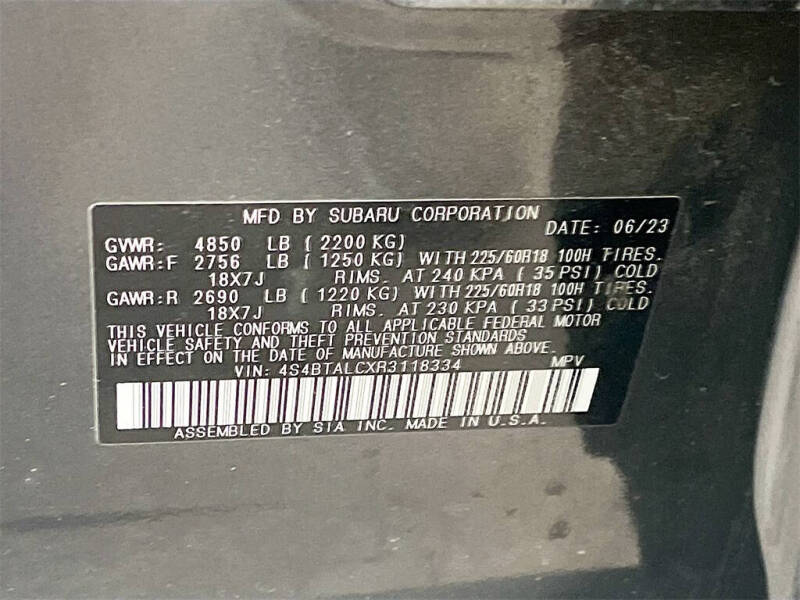 MFD BY SUBARU CORPORATION DATE: 06/23
GVWR: 4850 LB ( 2200 KG)
GAWR:F 2756 LB ( 1250 KG) WITH 225/60R18 100H TIRES.
18X7J RIMS. AT 240 KPA ( 35 PSI) COLD
GAWR:R 2690 LB ( 1220 KG) WITH 225/60R18 100H TIRES.
18X7J RIMS. AT 230 KPA ( 33 PSI) COLD
THIS VEHICLE CONFORMS TO ALL APPLICABLE FEDERAL MOTOR
VEHICLE SAFETY AND THEFT PREVENTION STANDARDS
IN EFFECT ON THE DATE OF MANUFACTURE SHOWN ABOVE.
VIN: 4S4BTALCXR3118334 MPV
ASSEMBLED BY SIA INC. MADE IN U.S.A.